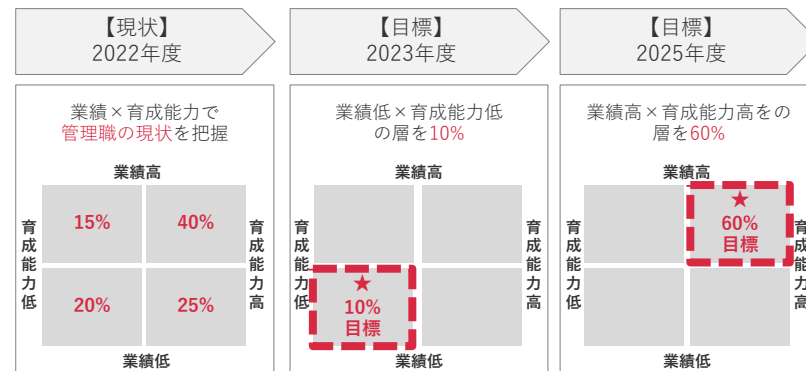 【現状】
2022年度
【目標】
2023年度
【目標】
2025年度
業績×育成能力で
管理職の現状を把握
業績高
育成能力低
15%
40%
20%
25%
育成能力高
業績低
業績低×育成能力低
の層を10%
業績高
育成能力低
★
10%
目標
育成能力高
業績低
業績高×育成能力高をの
層を60%
業績高
育成能力低
★
60%
目標
育成能力高
業績低